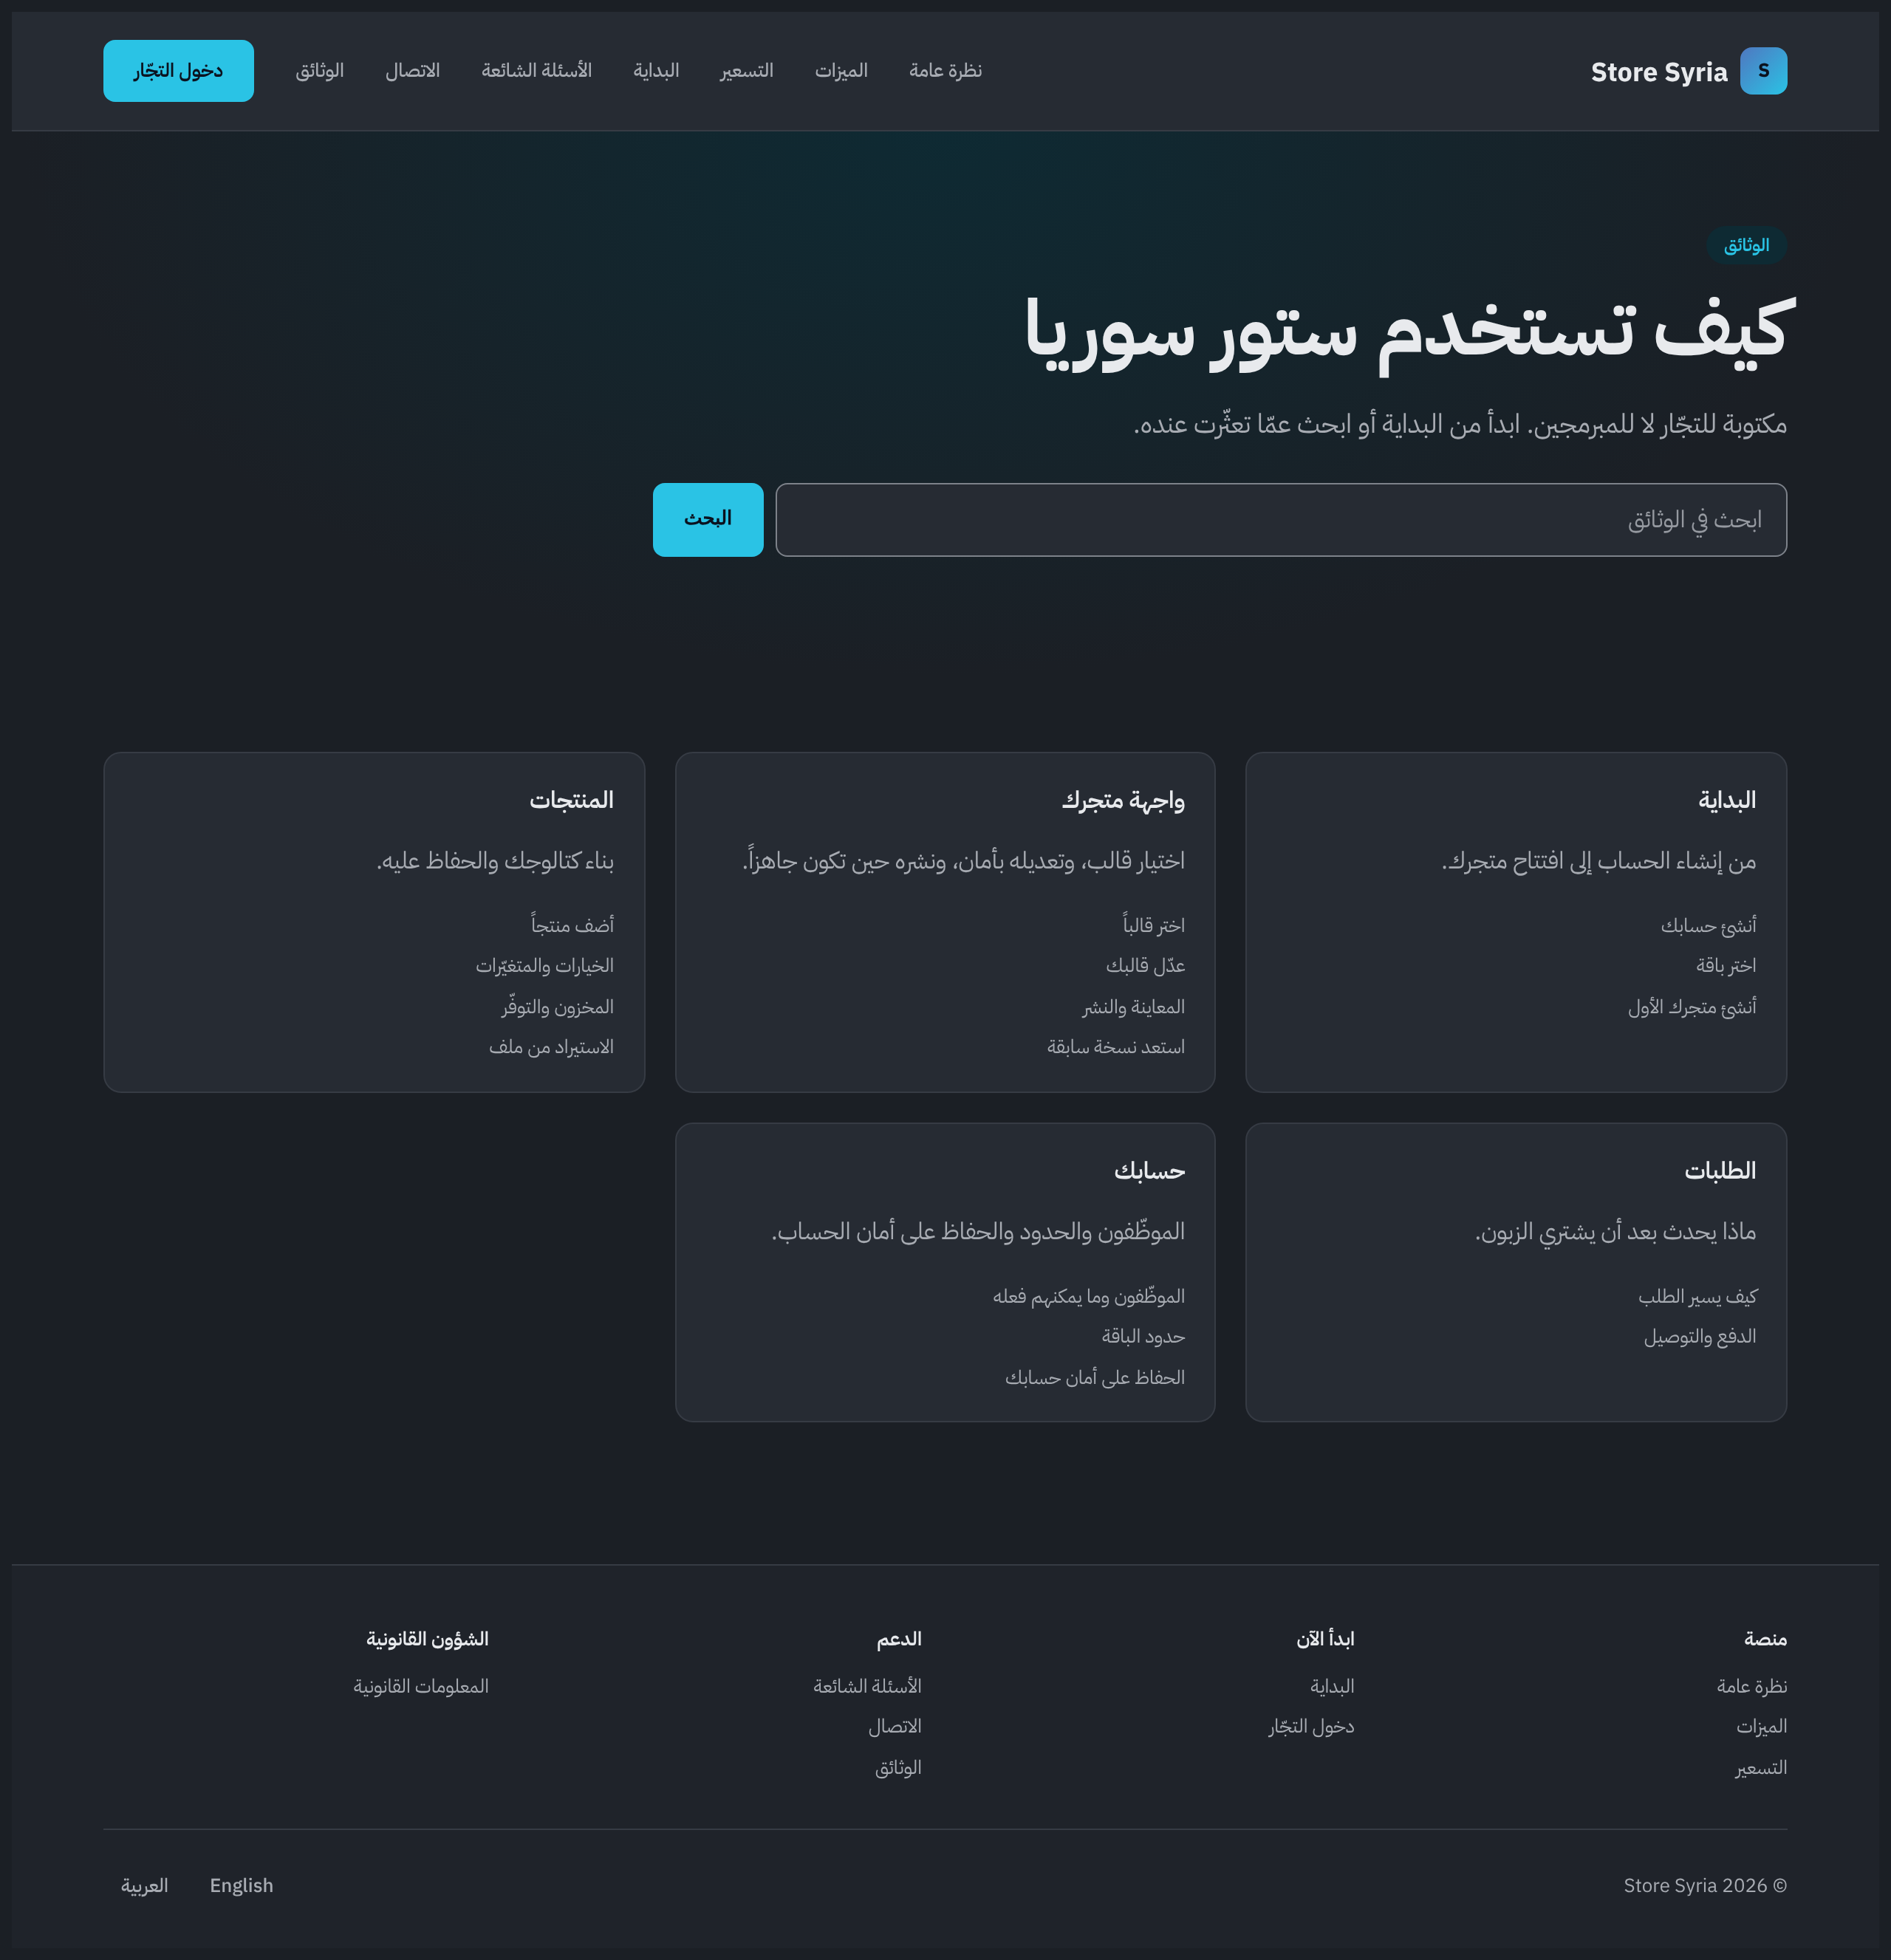 S
Store Syria
نظرة عامة
الميزات
التسعير
البداية
الأسئلة الشائعة
الاتصال
الوثائق
دخول التجّار
الوثائق
كيف تستخدم ستور سوريا
مكتوبة للتجّار لا للمبرمجين. ابدأ من البداية أو ابحث عمّا تعثّرت عنده.
ابحث في الوثائق
البحث
البداية
من إنشاء الحساب إلى افتتاح متجرك.
أنشئ حسابك
اختر باقة
أنشئ متجرك الأول
واجهة متجرك
اختيار قالب، وتعديله بأمان، ونشره حين تكون جاهزاً.
اختر قالباً
عدّل قالبك
المعاينة والنشر
استعد نسخة سابقة
المنتجات
بناء كتالوجك والحفاظ عليه.
أضف منتجاً
الخيارات والمتغيّرات
المخزون والتوفّر
الاستيراد من ملف
الطلبات
ماذا يحدث بعد أن يشتري الزبون.
كيف يسير الطلب
الدفع والتوصيل
حسابك
الموظّفون والحدود والحفاظ على أمان الحساب.
الموظّفون وما يمكنهم فعله
حدود الباقة
الحفاظ على أمان حسابك
منصة
نظرة عامة
الميزات
التسعير
ابدأ الآن
البداية
دخول التجّار
الدعم
الأسئلة الشائعة
الاتصال
الوثائق
الشؤون القانونية
المعلومات القانونية
© 2026 Store Syria
English
العربية